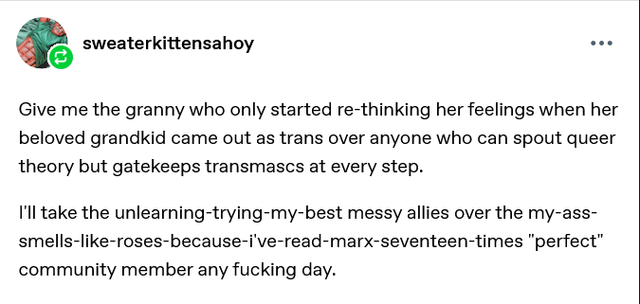 sweaterkittensahoy
Give me the granny who only started re-thinking her feelings when her
beloved grandkid came out as trans over anyone who can spout queer
theory but gatekeeps transmascs at every step.
I'll take the unlearning-trying-my-best messy allies over the my-ass-
smells-like-roses-because-i've-read-marx-seventeen-times "perfect"
community member any fucking day.